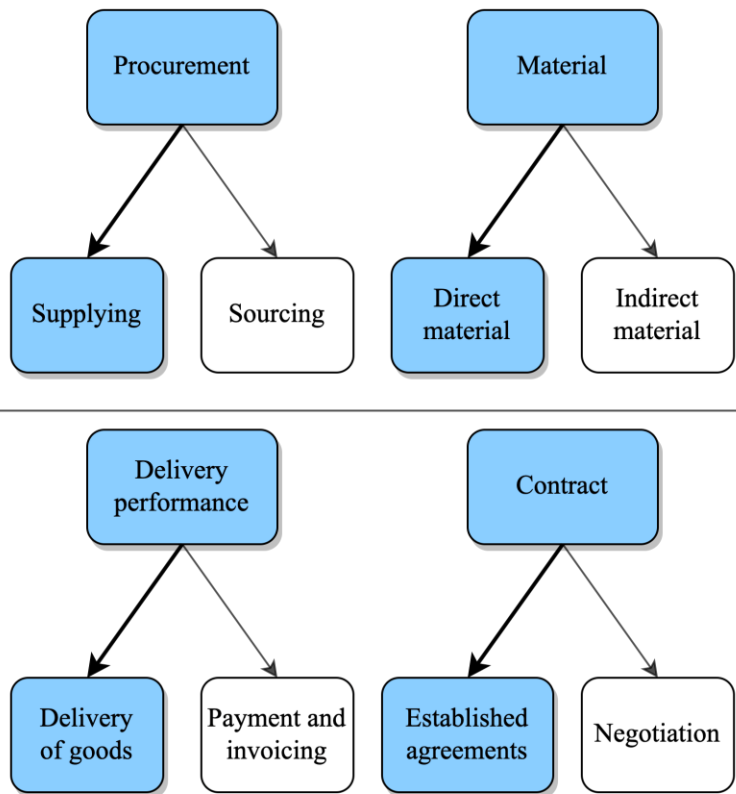 Procurement
Material
Supplying
Sourcing
Direct
material
Indirect
material
Delivery
performance
Contract
Delivery
of goods
Payment and
invoicing
Established
agreements
Negotiation